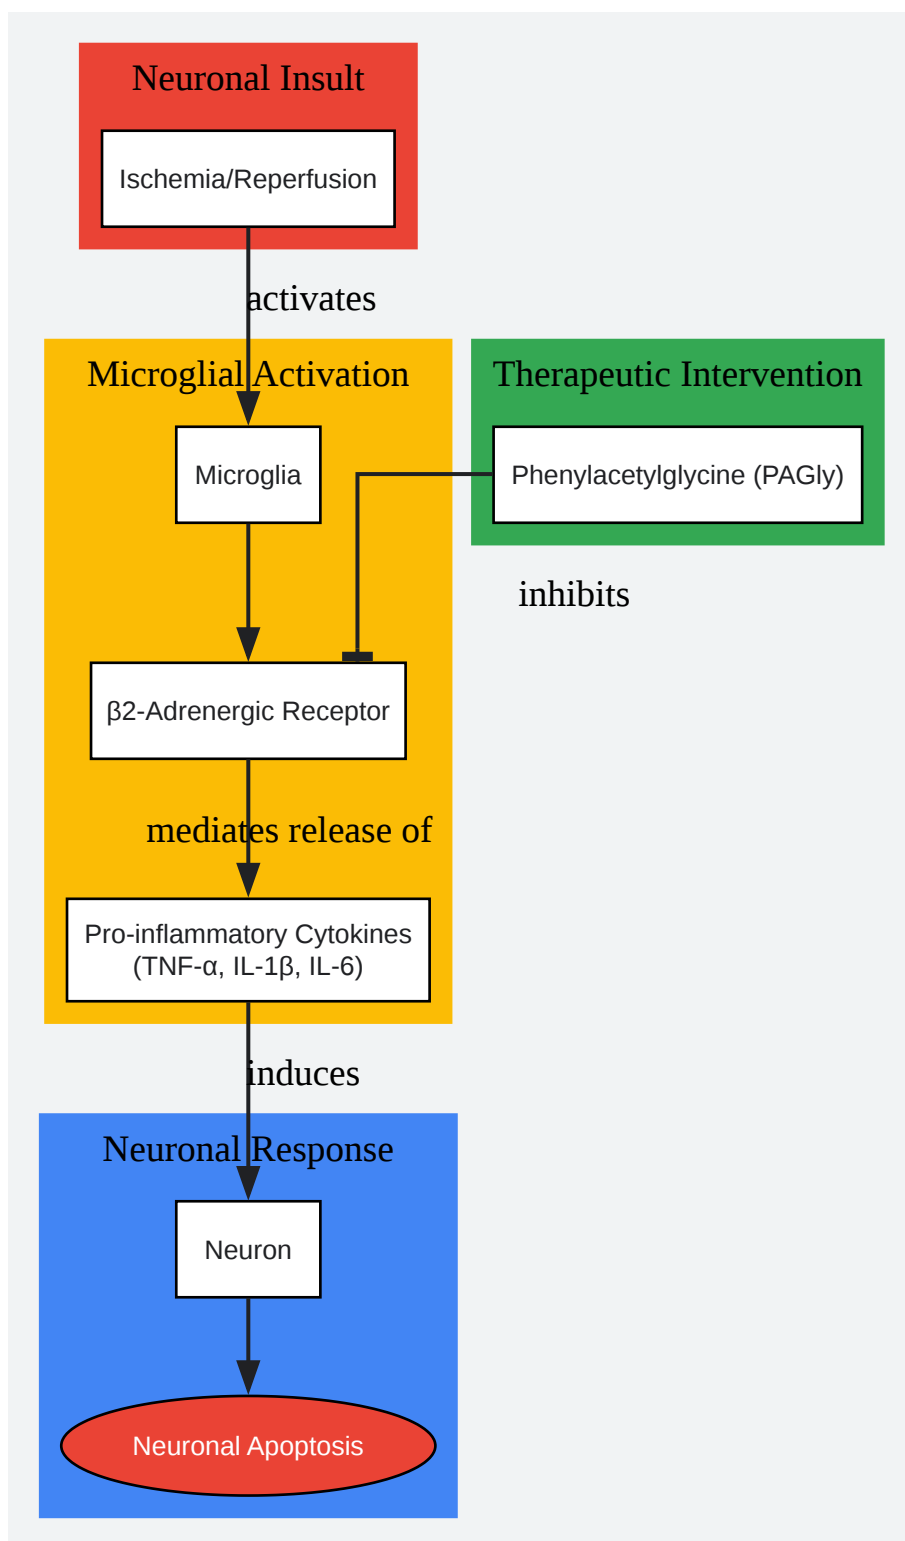 Neuronal Insult
Ischemia/Reperfusion
activates
Microglial Activation
Therapeutic Intervention
Microglia
Phenylacetylglycine (PAGly)
inhibits
β2-Adrenergic Receptor
mediates release of
Pro-inflammatory Cytokines
(TNF-α, IL-1β, IL-6)
induces
Neuronal Response
Neuron
Neuronal Apoptosis